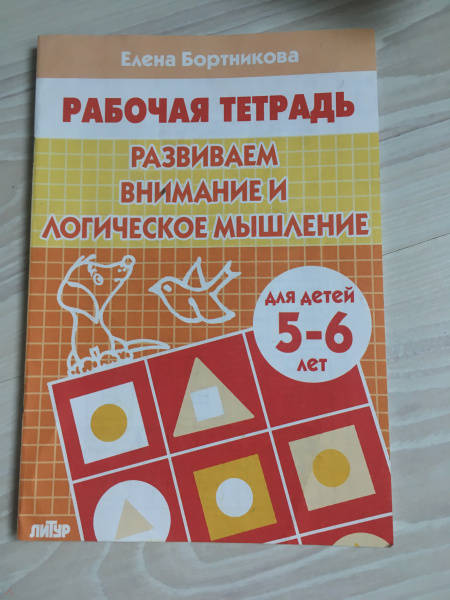 Елена Бортникова
РАБОЧАЯ ТЕТРАДЬ
РАЗВИВАЕМ
ВНИМАНИЕ И
ЛОГИЧЕСКОЕ МЫШЛЕНИЕ
для детей
5-6
лет
ЛИТУР